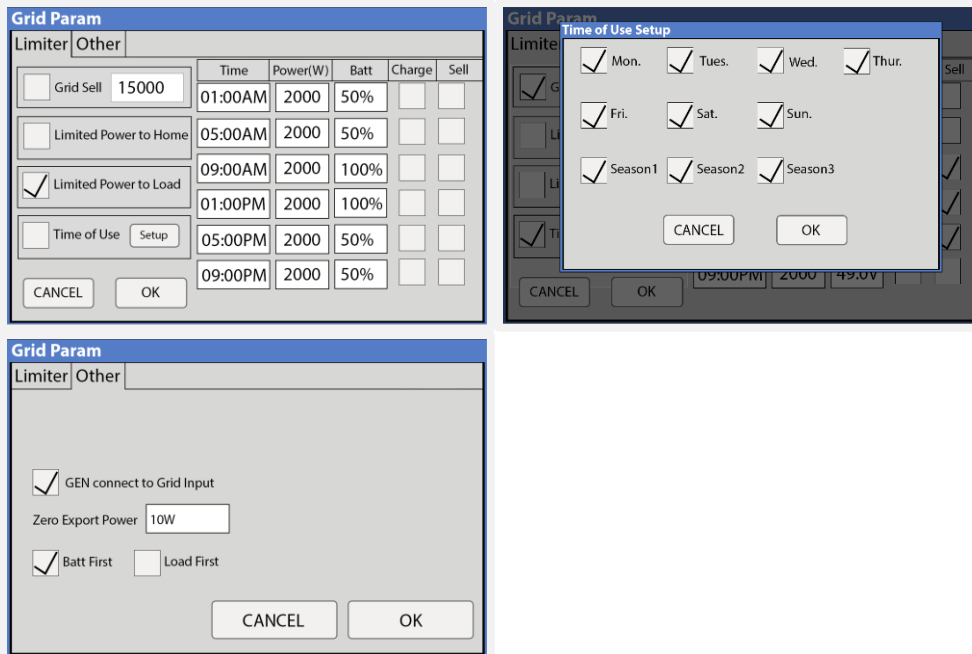 Grid Param
Limiter Other
Time Power(W) Batt Charge Sell
Grid Sell 15000
01:00AM 2000 50%
Limited Power to Home 05:00AM 2000 50%
09:00AM 2000 100%
Limited Power to Load
01:00PM 2000 100%
Time of Use Setup 05:00PM 2000 50%
09:00PM 2000 50%
CANCEL OK
Grid Param
Time of Use Setup
Limite
Sell
Mon. Tues. Wed. Thur.
G
Fri. Sat. Sun.
Li
Season1 Season2 Season3
Li
CANCEL OK
Ti
09:00PM 2000 49.0V
CANCEL OK
Grid Param
Limiter Other
GEN connect to Grid Input
Zero Export Power 10W
Batt First Load First
CANCEL OK